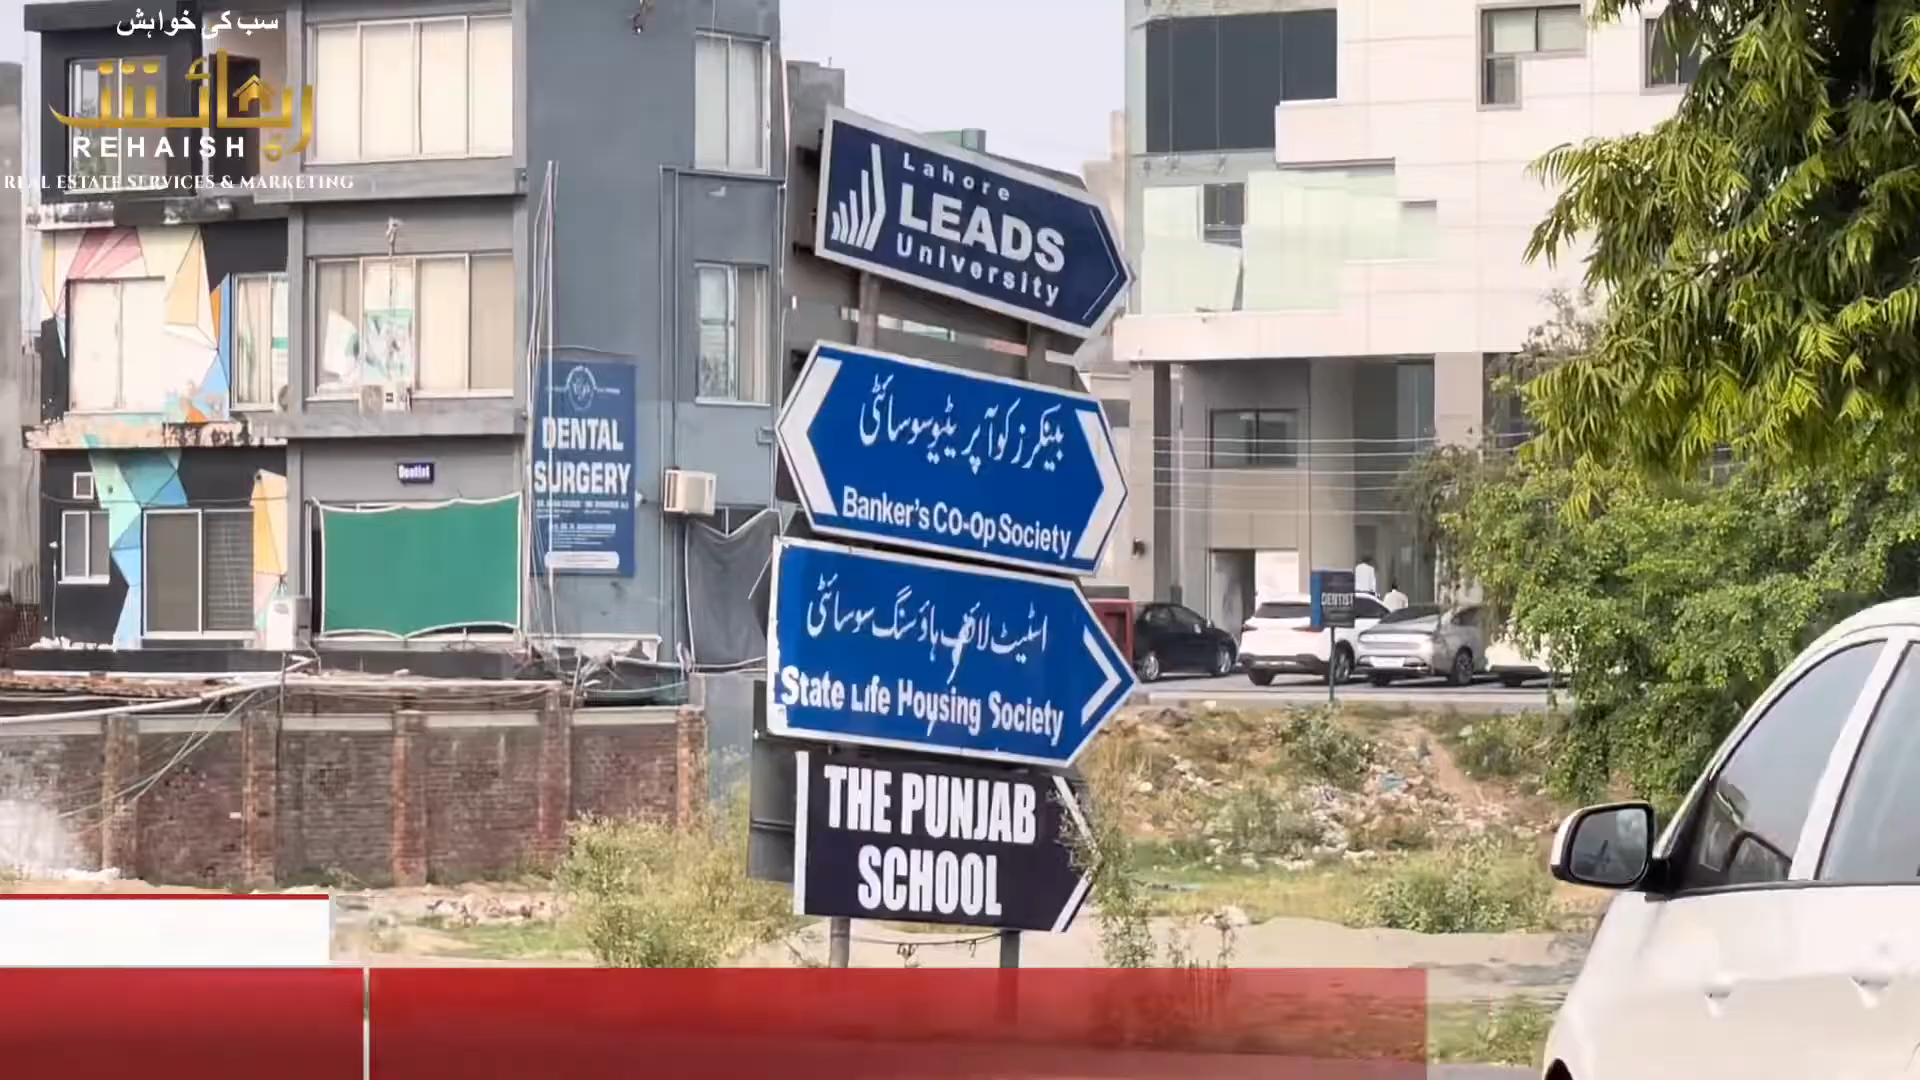 سب کی خواہش
رہائش
REHAISH
REAL ESTATE SERVICES & MARKETING
Lahore
LEADS
University
بینکرز کوآپریٹیو سوسائٹی
Banker's CO-Op Society
اسٹیٹ لائف ہاؤسنگ سوسائٹی
State Life Housing Society
THE PUNJAB
SCHOOL
Dentist
DENTAL
SURGERY
DENTIST